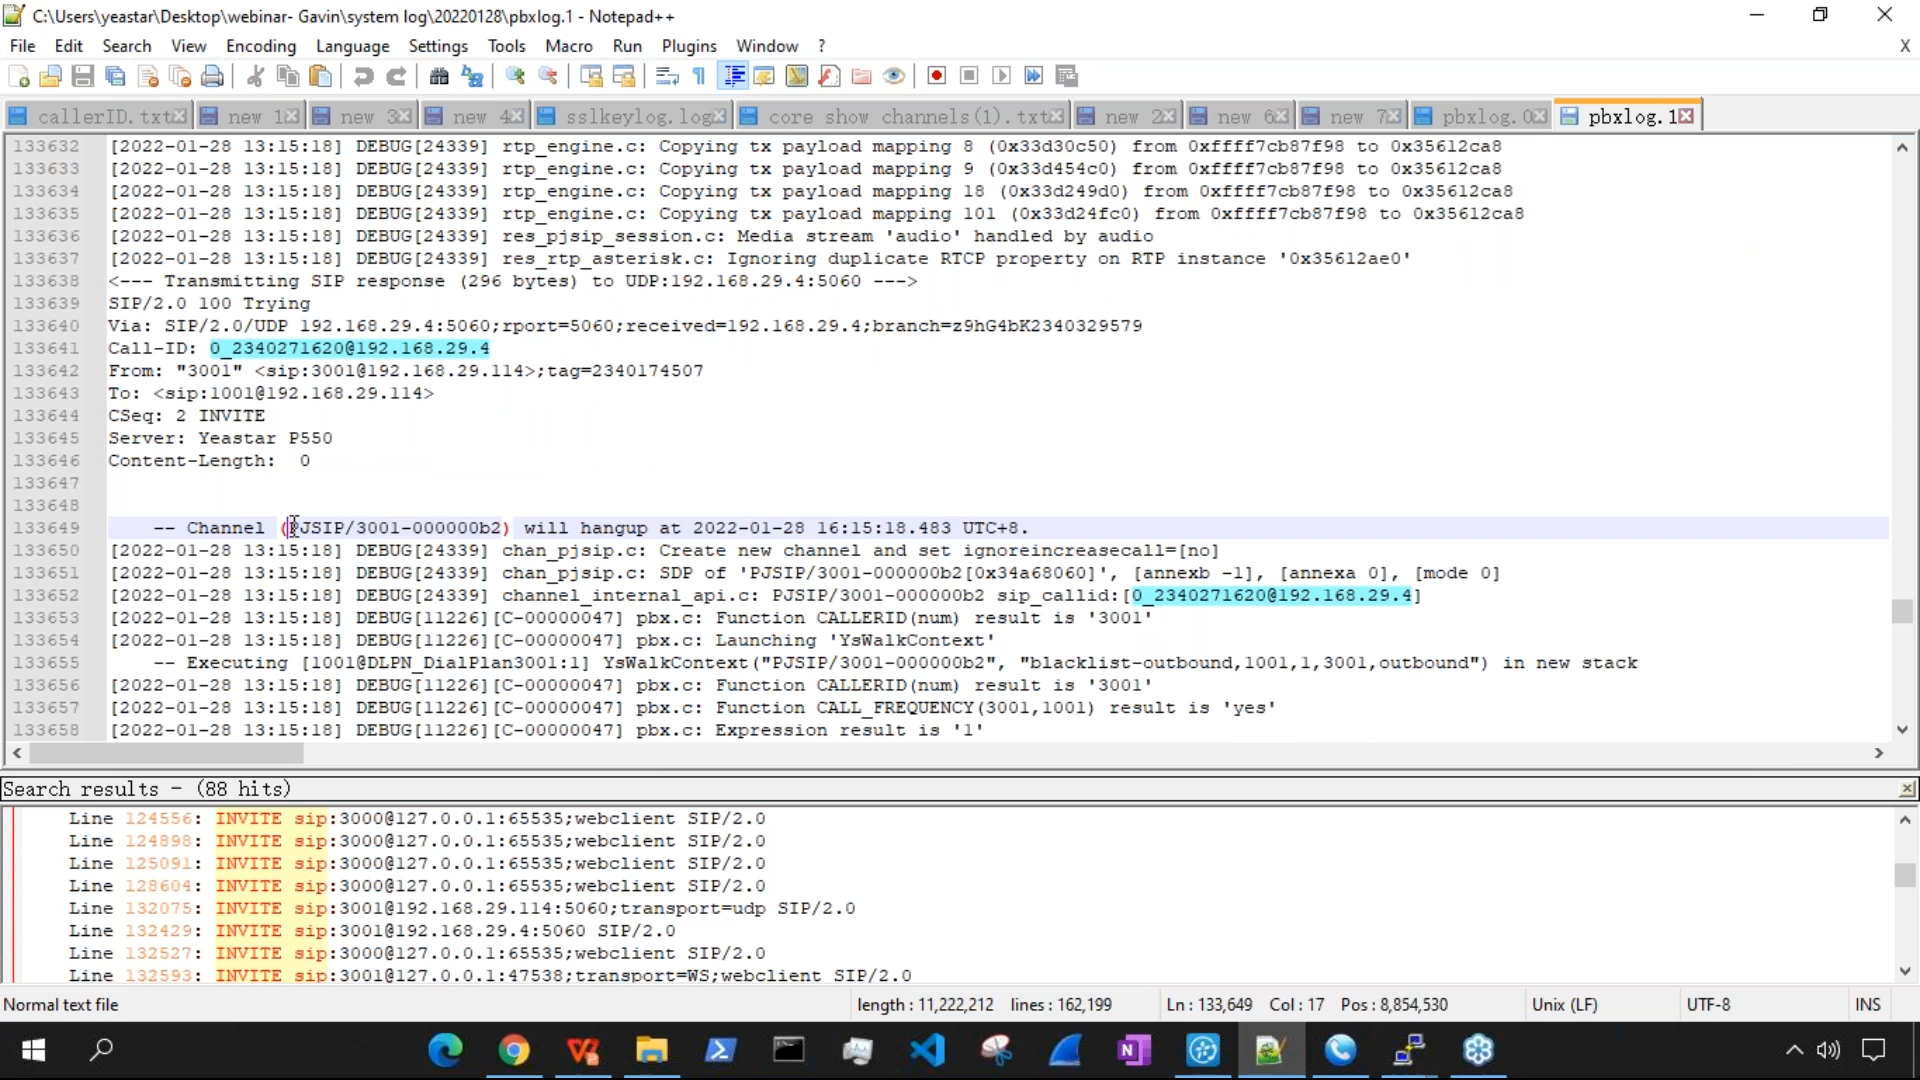 C:\Users\yeastar\Desktop\webinar- Gavin\system log\20220128\pbxlog.1 - Notepad++
File Edit Search View Encoding Language Settings Tools Macro Run Plugins Window ? X
callerID.txt new 1 new 3 new 4 sslkeylog.log core show channels(1).txt new 2 new 6 new 7 pbxlog.0 pbxlog.1
133632 [2022-01-28 13:15:18] DEBUG[24339] rtp_engine.c: Copying tx payload mapping 8 (0x33d30c50) from 0xffff7cb87f98 to 0x35612ca8
133633 [2022-01-28 13:15:18] DEBUG[24339] rtp_engine.c: Copying tx payload mapping 9 (0x33d454c0) from 0xffff7cb87f98 to 0x35612ca8
133634 [2022-01-28 13:15:18] DEBUG[24339] rtp_engine.c: Copying tx payload mapping 18 (0x33d249d0) from 0xffff7cb87f98 to 0x35612ca8
133635 [2022-01-28 13:15:18] DEBUG[24339] rtp_engine.c: Copying tx payload mapping 101 (0x33d24fc0) from 0xffff7cb87f98 to 0x35612ca8
133636 [2022-01-28 13:15:18] DEBUG[24339] res_pjsip_session.c: Media stream 'audio' handled by audio
133637 [2022-01-28 13:15:18] DEBUG[24339] res_rtp_asterisk.c: Ignoring duplicate RTCP property on RTP instance '0x35612ae0'
133638 <--- Transmitting SIP response (296 bytes) to UDP:192.168.29.4:5060 --->
133639 SIP/2.0 100 Trying
133640 Via: SIP/2.0/UDP 192.168.29.4:5060;rport=5060;received=192.168.29.4;branch=z9hG4bK2340329579
133641 Call-ID: 0_2340271620@192.168.29.4
133642 From: "3001" <sip:3001@192.168.29.114>;tag=2340174507
133643 To: <sip:1001@192.168.29.114>
133644 CSeq: 2 INVITE
133645 Server: Yeastar P550
133646 Content-Length:  0
133647
133648
133649 -- Channel (PJSIP/3001-000000b2) will hangup at 2022-01-28 16:15:18.483 UTC+8.
133650 [2022-01-28 13:15:18] DEBUG[24339] chan_pjsip.c: Create new channel and set ignoreincreasecall=[no]
133651 [2022-01-28 13:15:18] DEBUG[24339] chan_pjsip.c: SDP of 'PJSIP/3001-000000b2[0x34a68060]', [annexb -1], [annexa 0], [mode 0]
133652 [2022-01-28 13:15:18] DEBUG[24339] channel_internal_api.c: PJSIP/3001-000000b2 sip_callid:[0_2340271620@192.168.29.4]
133653 [2022-01-28 13:15:18] DEBUG[11226][C-00000047] pbx.c: Function CALLERID(num) result is '3001'
133654 [2022-01-28 13:15:18] DEBUG[11226][C-00000047] pbx.c: Launching 'YsWalkContext'
133655 -- Executing [1001@DLPN_DialPlan3001:1] YsWalkContext("PJSIP/3001-000000b2", "blacklist-outbound,1001,1,3001,outbound") in new stack
133656 [2022-01-28 13:15:18] DEBUG[11226][C-00000047] pbx.c: Function CALLERID(num) result is '3001'
133657 [2022-01-28 13:15:18] DEBUG[11226][C-00000047] pbx.c: Function CALL_FREQUENCY(3001,1001) result is 'yes'
133658 [2022-01-28 13:15:18] DEBUG[11226][C-00000047] pbx.c: Expression result is '1'
Search results - (88 hits)
Line 124556: INVITE sip:3000@127.0.0.1:65535;webclient SIP/2.0
Line 124898: INVITE sip:3000@127.0.0.1:65535;webclient SIP/2.0
Line 125091: INVITE sip:3000@127.0.0.1:65535;webclient SIP/2.0
Line 128604: INVITE sip:3000@127.0.0.1:65535;webclient SIP/2.0
Line 132075: INVITE sip:3001@192.168.29.114:5060;transport=udp SIP/2.0
Line 132429: INVITE sip:3001@192.168.29.4:5060 SIP/2.0
Line 132527: INVITE sip:3000@127.0.0.1:65535;webclient SIP/2.0
Line 132593: INVITE sip:3001@127.0.0.1:47538;transport=WS;webclient SIP/2.0
Normal text file length : 11,222,212 lines : 162,199 Ln : 133,649 Col : 17 Pos : 8,854,530 Unix (LF) UTF-8 INS